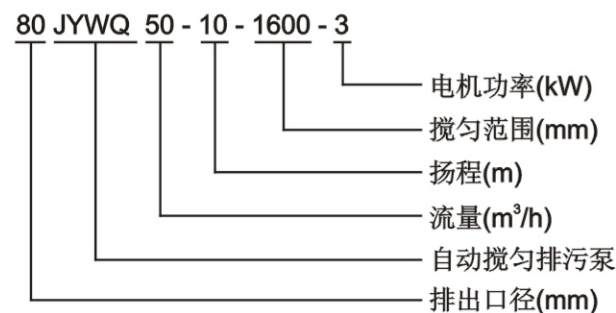 80 JYWQ 50 - 10 - 1600 - 3
电机功率(kW)
搅匀范围(mm)
扬程(m)
流量(m³/h)
自动搅匀排污泵
排出口径(mm)